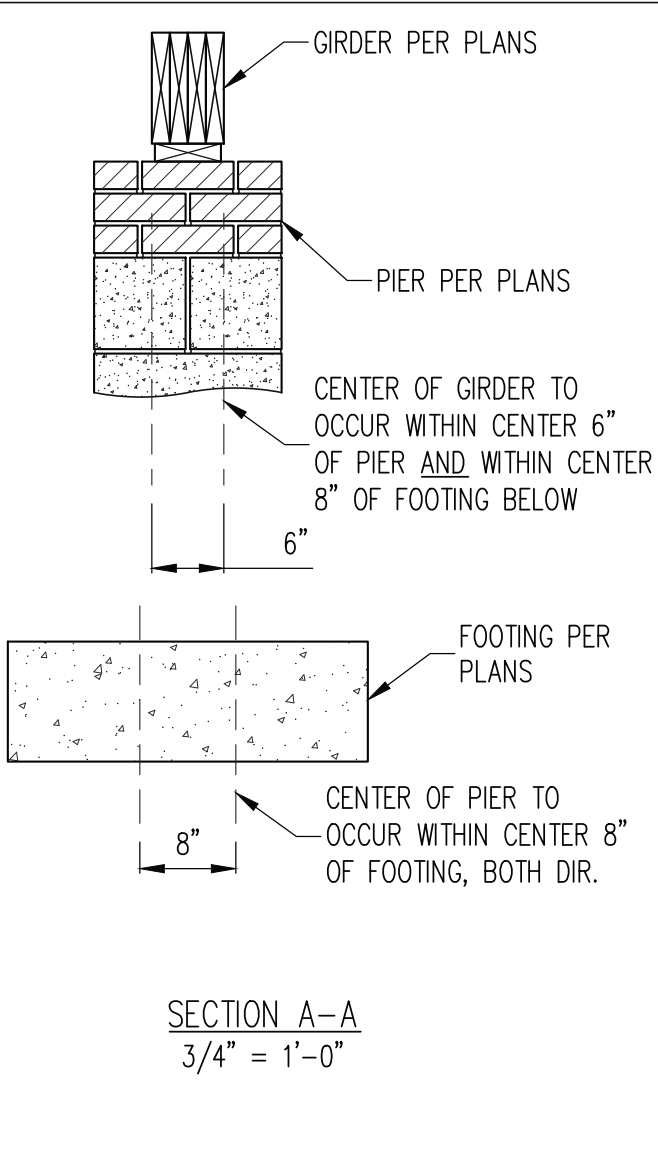 GIRDER PER PLANS
PIER PER PLANS
CENTER OF GIRDER TO
OCCUR WITHIN CENTER 6”
OF PIER AND WITHIN CENTER
8” OF FOOTING BELOW
6”
FOOTING PER
PLANS
CENTER OF PIER TO
OCCUR WITHIN CENTER 8”
OF FOOTING, BOTH DIR.
8”
SECTION A–A
3/4” = 1’–0”